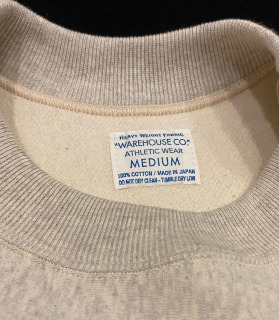 HEAVY WEIGHT FABRIC
"WAREHOUSE CO."
ATHLETIC WEAR
MEDIUM
100% COTTON / MADE IN JAPAN
DO NOT DRY CLEAN - TUMBLE DRY LOW